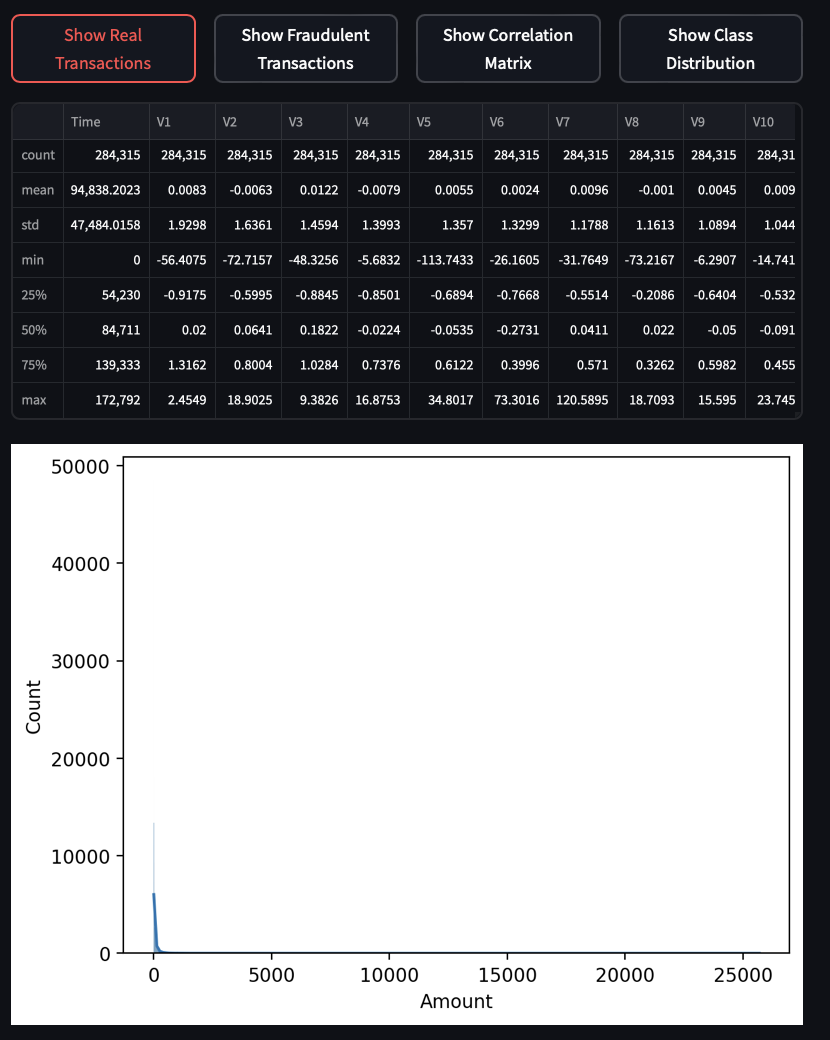 Show Real
Transactions
Show Fraudulent
Transactions
Show Correlation
Matrix
Show Class
Distribution
Time V1 V2 V3 V4 V5 V6 V7 V8 V9 V10
count 284,315 284,315 284,315 284,315 284,315 284,315 284,315 284,315 284,315 284,315 284,31
mean 94,838.2023 0.0083 -0.0063 0.0122 -0.0079 0.0055 0.0024 0.0096 -0.001 0.0045 0.009
std 47,484.0158 1.9298 1.6361 1.4594 1.3993 1.357 1.3299 1.1788 1.1613 1.0894 1.044
min 0 -56.4075 -72.7157 -48.3256 -5.6832 -113.7433 -26.1605 -31.7649 -73.2167 -6.2907 -14.741
25% 54,230 -0.9175 -0.5995 -0.8845 -0.8501 -0.6894 -0.7668 -0.5514 -0.2086 -0.6404 -0.532
50% 84,711 0.02 0.0641 0.1822 -0.0224 -0.0535 -0.2731 0.0411 0.022 -0.05 -0.091
75% 139,333 1.3162 0.8004 1.0284 0.7376 0.6122 0.3996 0.571 0.3262 0.5982 0.455
max 172,792 2.4549 18.9025 9.3826 16.8753 34.8017 73.3016 120.5895 18.7093 15.595 23.745
50000
40000
30000
20000
10000
0
Count
0 5000 10000 15000 20000 25000
Amount